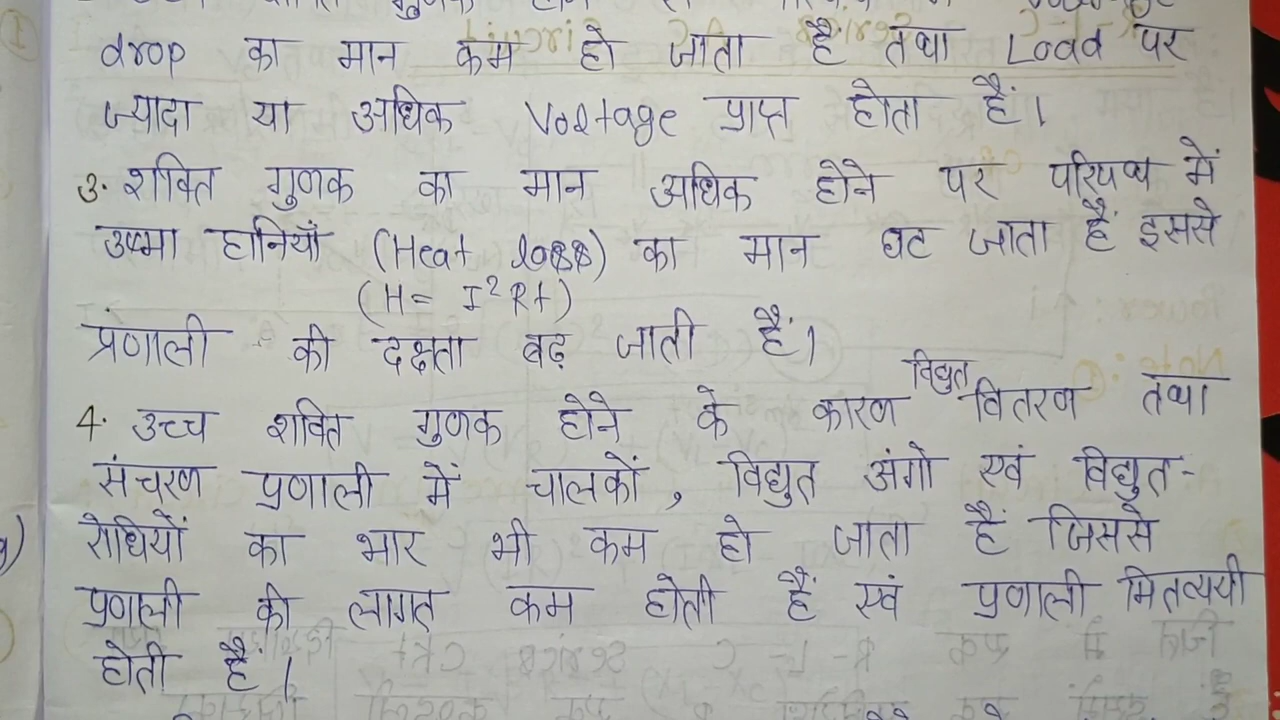 drop का मान कम हो जाता हैं तथा Load पर
ज्यादा या अधिक Voltage प्राप्त होता हैं।
3. शक्ति गुणक का मान अधिक होने पर परिपथ में
उष्मा हानियाँ (Heat loss) का मान घट जाता हैं इससे
(H = I²Rt)
प्रंणाली की दक्षता बढ़ जाती हैं।
4. उच्च शक्ति गुणक होने के कारण विद्युत वितरण तथा
संचरण प्रणाली में चालकों, विद्युत अंगो एवं विद्युत-
रोधियों का भार भी कम हो जाता हैं जिससे
प्रणाली की लागत कम होती हैं एवं प्रणाली मितव्ययी
होती हैं।